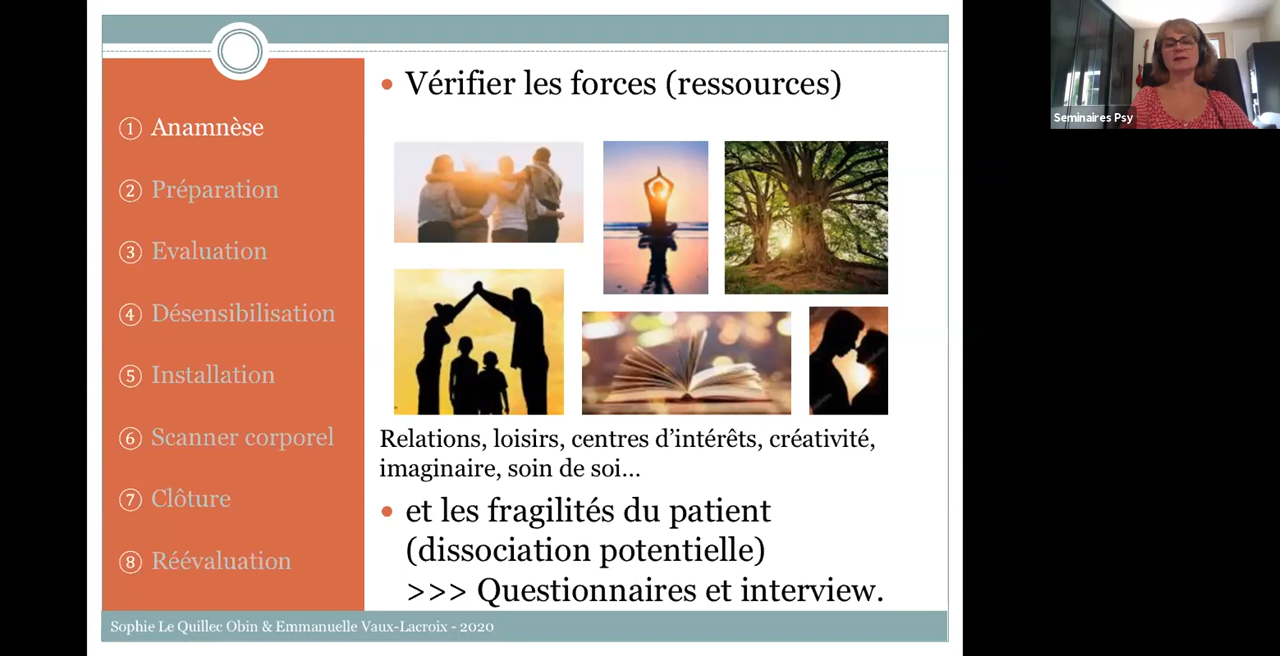 Vérifier les forces (ressources)
① Anamnèse
② Préparation
③ Evaluation
④ Désensibilisation
⑤ Installation
⑥ Scanner corporel
⑦ Clôture
⑧ Réévaluation
Relations, loisirs, centres d’intérêts, créativité,
imaginaire, soin de soi…
et les fragilités du patient
(dissociation potentielle)
>>> Questionnaires et interview.
Sophie Le Quillec Obin & Emmanuelle Vaux-Lacroix - 2020
Seminaires Psy